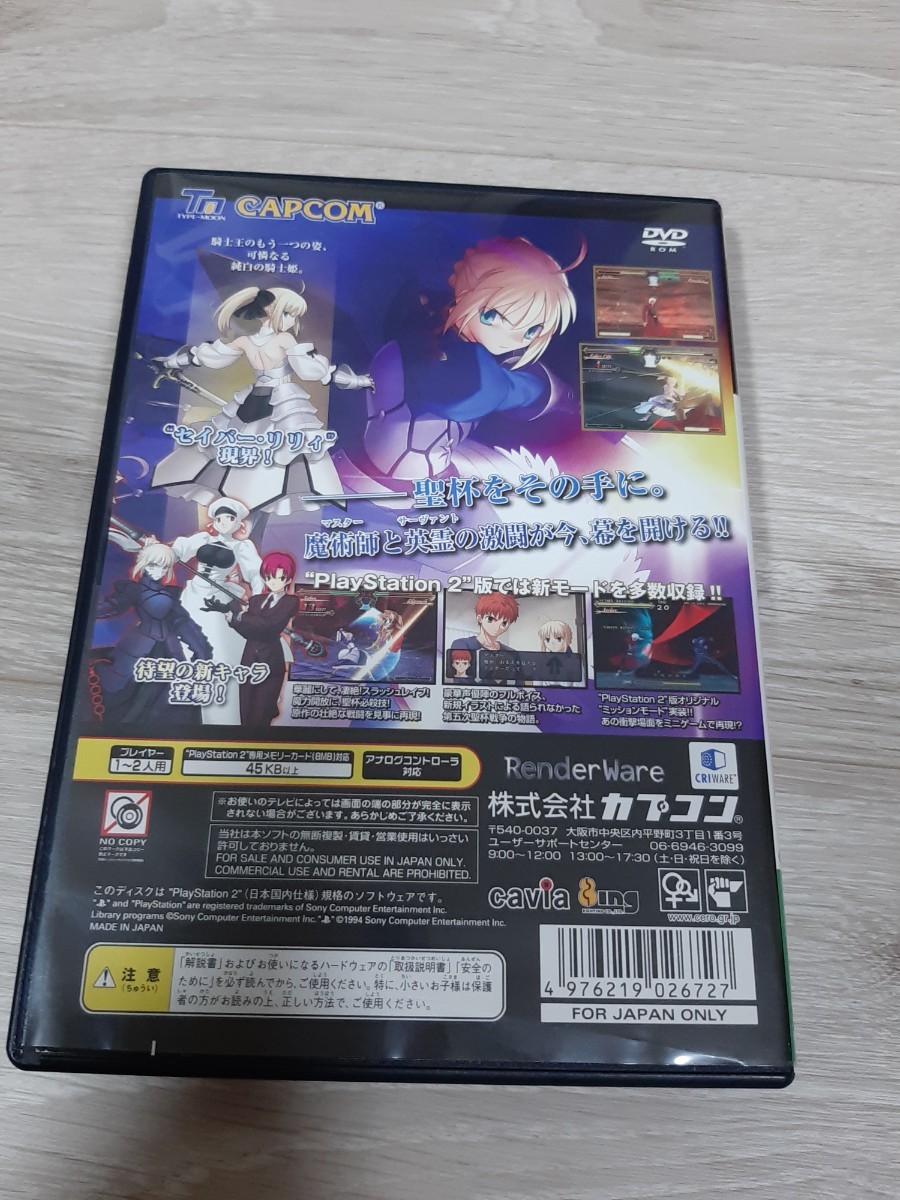 TYPE-MOON
CAPCOM®
DVD
ROM
騎士王のもう一つの姿、
可憐なる
純白の騎士姫。
"セイバー・リリィ"
現界!
聖杯をその手に。
マスター サーヴァント
魔術師と英霊の激闘が今、幕を開ける!!
"PlayStation 2"版では新モードを多数収録!!
待望の新キャラ
登場!
華麗にして、凄絶!スラッシュレイブ!
魔力開放に!聖杯必殺技!
原作の壮絶な戦闘を見事に再現!
豪華声優陣のフルボイス、
新規イラストによる語られなかった
第五次聖杯戦争の物語。
"PlayStation 2"版オリジナル
"ミッションモード"実装!!
あの衝撃場面をミニゲームで再現!?
プレイヤー
1~2人用
"PlayStation 2"専用メモリーカード(8MB)対応
45KB以上
アナログコントローラ
対応
RenderWare
CRIWARE
NO COPY
※お使いのテレビによっては画面の端の部分が完全に表示
されない場合がございます。あらかじめご了承ください。
当社は本ソフトの無断複製・賃貸・営業使用はいっさい
許可しておりません。
FOR SALE AND CONSUMER USE IN JAPAN ONLY.
COMMERCIAL USE AND RENTAL ARE PROHIBITED.
株式会社カプコン®
〒540-0037 大阪市中央区内平野町3丁目1番3号
ユーザーサポートセンター 06-6946-3099
9:00~12:00 13:00~17:30(土・日・祝日を除く)
このディスクは "PlayStation 2"(日本国内仕様)規格のソフトウェアです。
" " and "PlayStation" are registered trademarks of Sony Computer Entertainment Inc.
Library programs ©Sony Computer Entertainment Inc. " " ©1994 Sony Computer Entertainment Inc.
MADE IN JAPAN
cavia
ing
www.cero.gr.jp
注意
(ちゅうい)
「解説書」およびお使いになるハードウェアの「取扱説明書」「安全の
ために」を必ず読んでから、ご使用ください。特に、小さいお子様は保護
者の方がお読みの上、正しい方法で、ご使用ください。
4 976219 026727
FOR JAPAN ONLY